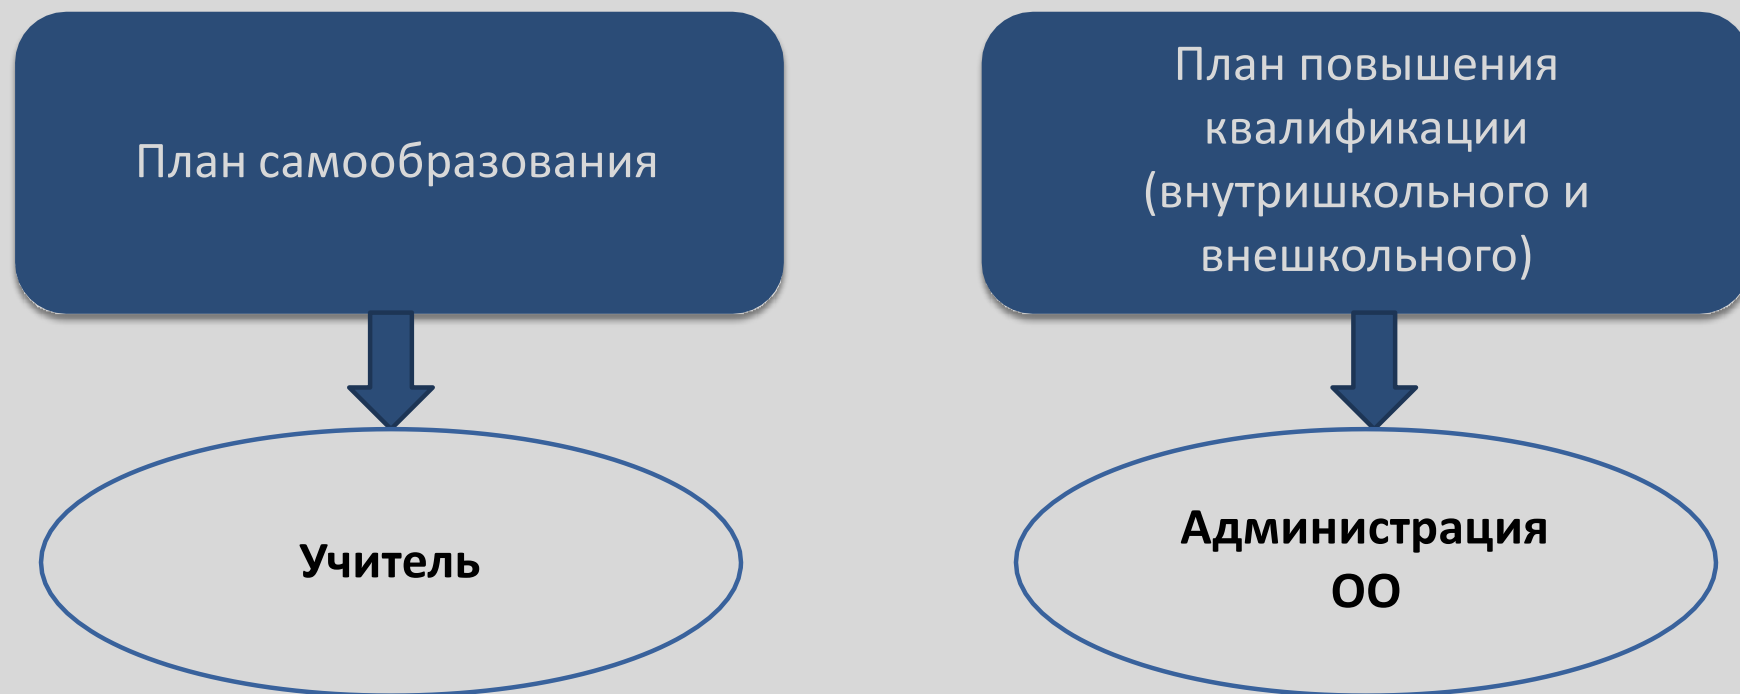 План самообразования
План повышения
квалификации
(внутришкольного и
внешкольного)
Учитель
Администрация
ОО